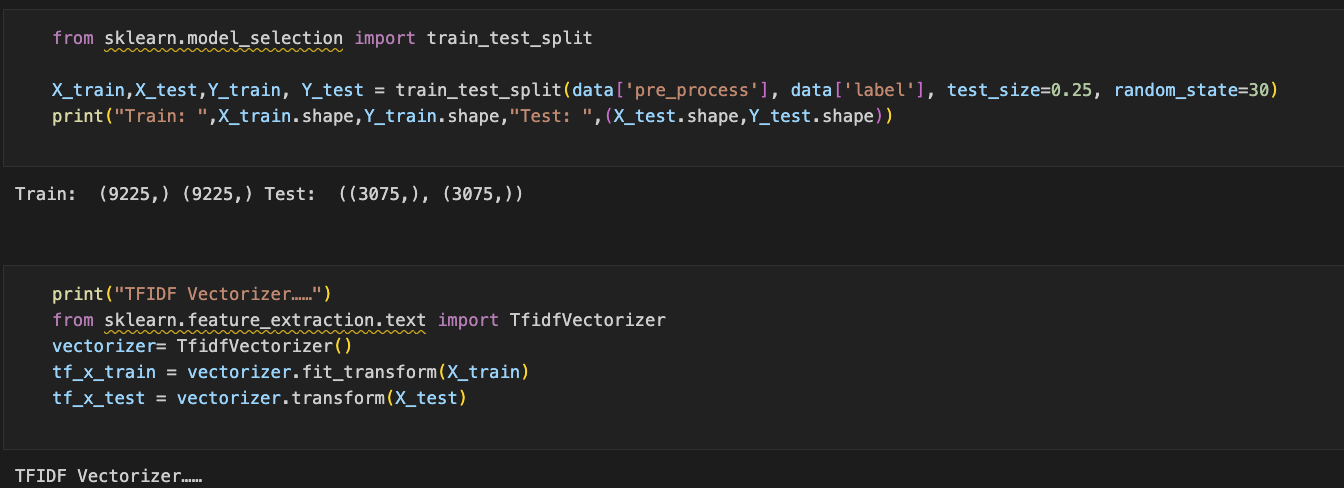 from sklearn.model_selection import train_test_split
X_train,X_test,Y_train, Y_test = train_test_split(data['pre_process'], data['label'], test_size=0.25, random_state=30)
print("Train: ",X_train.shape,Y_train.shape,"Test: ",(X_test.shape,Y_test.shape))
Train:  (9225,) (9225,) Test:  ((3075,), (3075,))
print("TFIDF Vectorizer……")
from sklearn.feature_extraction.text import TfidfVectorizer
vectorizer= TfidfVectorizer()
tf_x_train = vectorizer.fit_transform(X_train)
tf_x_test = vectorizer.transform(X_test)
TFIDF Vectorizer……